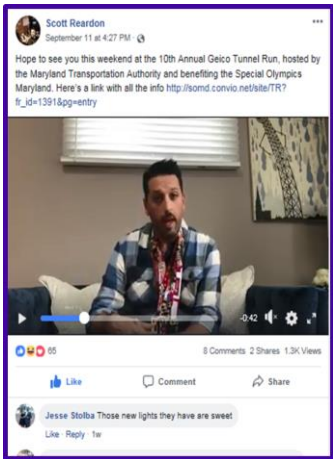 Scott Reardon
September 11 at 4:27 PM ·
Hope to see you this weekend at the 10th Annual Geico Tunnel Run, hosted by
the Maryland Transportation Authority and benefiting the Special Olympics
Maryland. Here's a link with all the info http://somd.convio.net/site/TR?
fr_id=1391&pg=entry
-0:42
65
8 Comments 2 Shares 1.3K Views
Like Comment Share
Jesse Stolba Those new lights they have are sweet
Like · Reply · 1w